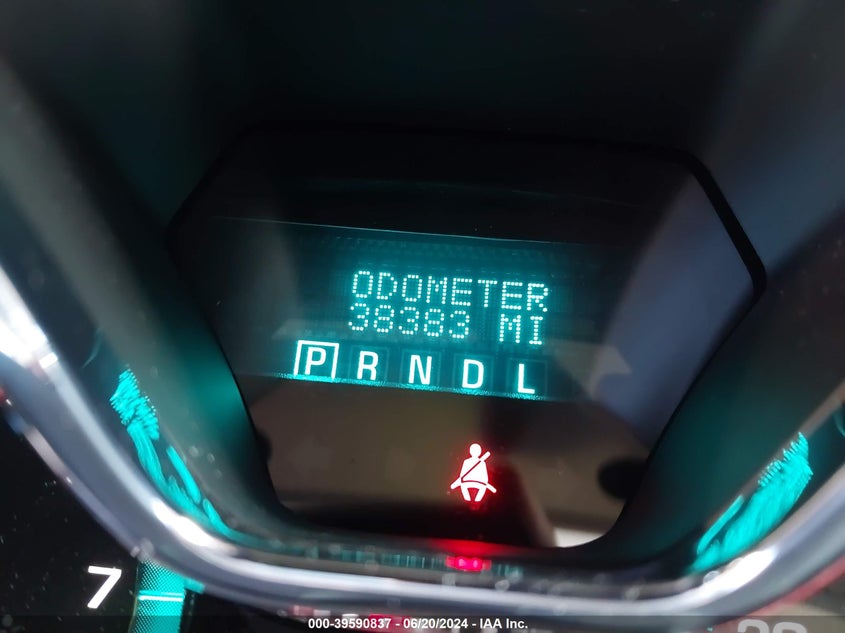 ODOMETER
38383 MI
P R N D L
7
000-39590837 - 06/20/2024 - IAA Inc.